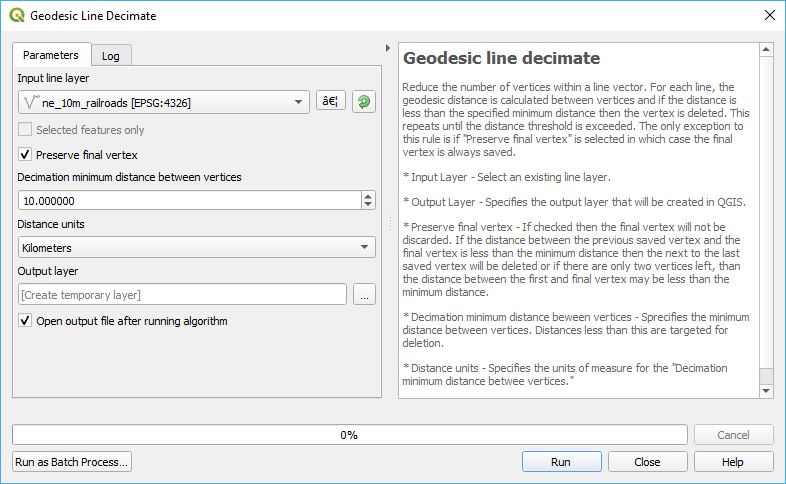 Geodesic Line Decimate
Parameters
Log
Input line layer
ne_10m_railroads [EPSG:4326]
â€¦
Selected features only
Preserve final vertex
Decimation minimum distance between vertices
10.000000
Distance units
Kilometers
Output layer
[Create temporary layer]
...
Open output file after running algorithm
Geodesic line decimate
Reduce the number of vertices within a line vector. For each line, the
geodesic distance is calculated between vertices and if the distance is
less than the specified minimum distance then the vertex is deleted. This
repeats until the distance threshold is exceeded. The only exception to
this rule is if "Preserve final vertex" is selected in which case the final
vertex is always saved.
* Input Layer - Select an existing line layer.
* Output Layer - Specifies the output layer that will be created in QGIS.
* Preserve final vertex - If checked then the final vertex will not be
discarded. If the distance between the previous saved vertex and the
final vertex is less than the minimum distance then the next to the last
saved vertex will be deleted or if there are only two vertices left, than
the distance between the first and final vertex may be less than the
minimum distance.
* Decimation minimum distance beween vertices - Sprecifies the minimum
distance between vertices. Distances less than this are targeted for
deletion.
* Distance units - Specifies the units of measure for the "Decimation
minimum distance betwee vertices."
0%
Cancel
Run as Batch Process...
Run
Close
Help